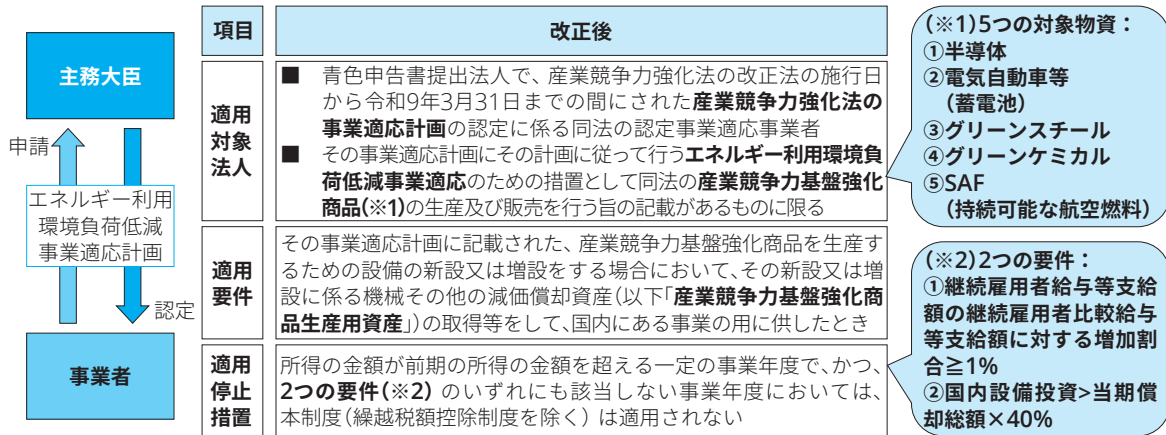 主務大臣
申請
エネルギー利用
環境負荷低減
事業適応計画
認定
事業者
項目
改正後
適用
対象
法人
■ 青色申告書提出法人で、産業競争力強化法の改正法の施行日
から令和9年3月31日までの間にされた産業競争力強化法の
事業適応計画の認定に係る同法の認定事業適応事業者
■ その事業適応計画にその計画に従って行うエネルギー利用環境負
荷低減事業適応のための措置として同法の産業競争力基盤強化
商品(※1)の生産及び販売を行う旨の記載があるものに限る
適用
要件
その事業適応計画に記載された、産業競争力基盤強化商品を生産す
るための設備の新設又は増設をする場合において、その新設又は増
設に係る機械その他の減価償却資産(以下「産業競争力基盤強化商
品生産用資産」)の取得等をして、国内にある事業の用に供したとき
適用
停止
措置
所得の金額が前期の所得の金額を超える一定の事業年度で、かつ、
2つの要件(※2)のいずれにも該当しない事業年度においては、
本制度(繰越税額控除制度を除く)は適用されない
(※1)5つの対象物資：
①半導体
②電気自動車等
(蓄電池)
③グリーンスチール
④グリーンケミカル
⑤SAF
(持続可能な航空燃料)
(※2)2つの要件：
①継続雇用者給与等支給
額の継続雇用者比較給与
等支給額に対する増加割
合≧1%
②国内設備投資>当期償
却総額×40%